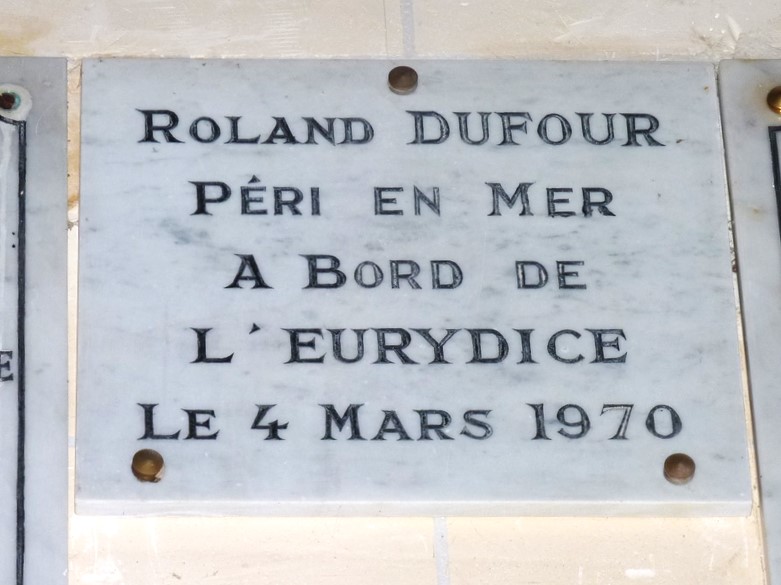 ROLAND DUFOUR
PÉRI EN MER
A BORD DE
L'EURYDICE
LE 4 MARS 1970
E